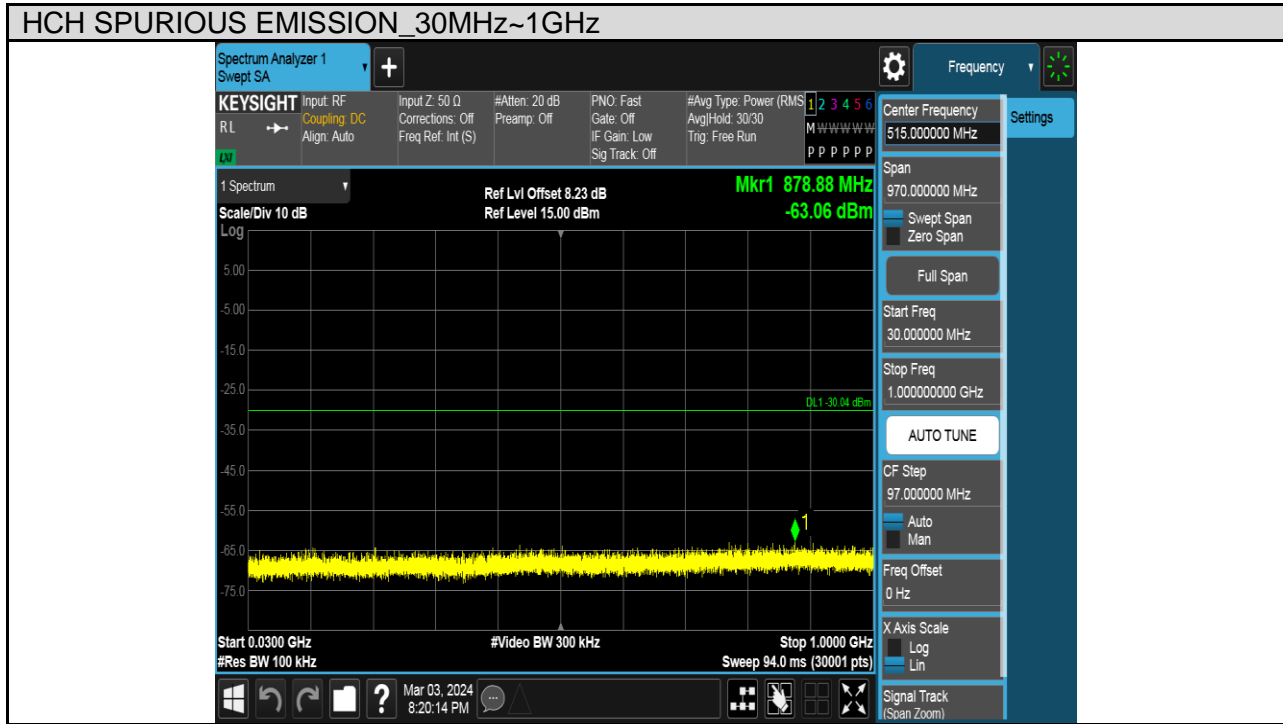 HCH SPURIOUS EMISSION_30MHz~1GHz
Spectrum Analyzer 1
Swept SA
+
Frequency
KEYSIGHT
RL
LXI
Input: RF
Coupling: DC
Align: Auto
Input Z: 50 Ω
Corrections: Off
Freq Ref: Int (S)
#Atten: 20 dB
Preamp: Off
PNO: Fast
Gate: Off
IF Gain: Low
Sig Track: Off
#Avg Type: Power (RMS
Avg|Hold: 30/30
Trig: Free Run
1 2 3 4 5 6
M W W W W W
P P P P P P
1 Spectrum
Scale/Div 10 dB
Log
Ref Lvl Offset 8.23 dB
Ref Level 15.00 dBm
Mkr1 878.88 MHz
-63.06 dBm
5.00
-5.00
-15.0
-25.0
DL1 -30.04 dBm
-35.0
-45.0
-55.0
1
-65.0
-75.0
Start 0.0300 GHz
#Res BW 100 kHz
#Video BW 300 kHz
Stop 1.0000 GHz
Sweep 94.0 ms (30001 pts)
Center Frequency
515.000000 MHz
Settings
Span
970.000000 MHz
Swept Span
Zero Span
Full Span
Start Freq
30.000000 MHz
Stop Freq
1.000000000 GHz
AUTO TUNE
CF Step
97.000000 MHz
Auto
Man
Freq Offset
0 Hz
X Axis Scale
Log
Lin
Signal Track
(Span Zoom)
?
Mar 03, 2024
8:20:14 PM